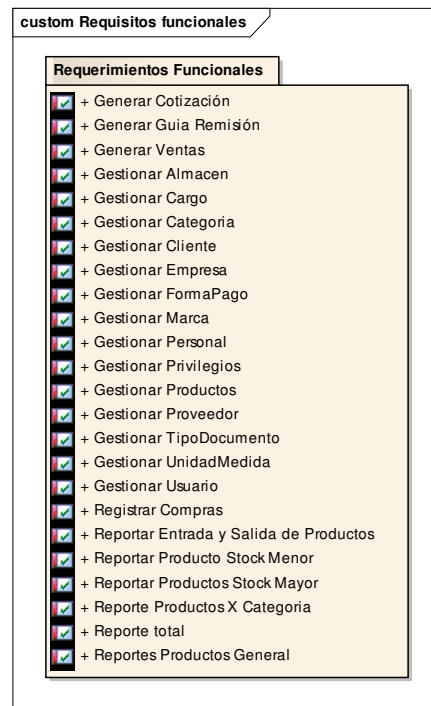 custom Requisitos funcionales
Requerimientos Funcionales
+ Generar Cotización
+ Generar Guia Remisión
+ Generar Ventas
+ Gestionar Almacen
+ Gestionar Cargo
+ Gestionar Categoria
+ Gestionar Cliente
+ Gestionar Empresa
+ Gestionar FormaPago
+ Gestionar Marca
+ Gestionar Personal
+ Gestionar Privilegios
+ Gestionar Productos
+ Gestionar Proveedor
+ Gestionar TipoDocumento
+ Gestionar UnidadMedida
+ Gestionar Usuario
+ Registrar Compras
+ Reportar Entrada y Salida de Productos
+ Reportar Producto Stock Menor
+ Reportar Productos Stock Mayor
+ Reporte Productos X Categoria
+ Reporte total
+ Reportes Productos General